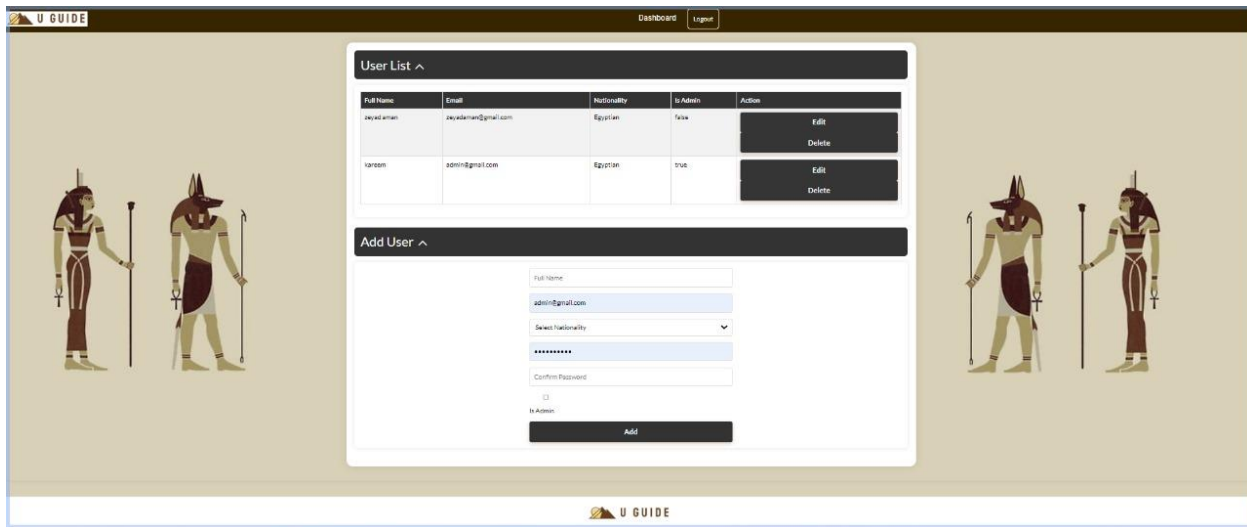 U GUIDE
Dashboard Logout
User List
Full Name Email Nationality Is Admin Action
zeyad aman zeyadaman@gmail.com Egyptian false Edit
Delete
kareem admin@gmail.com Egyptian true Edit
Delete
Add User
Full Name
admin@gmail.com
Select Nationality
••••••••••
Confirm Password
Is Admin
Add
U GUIDE